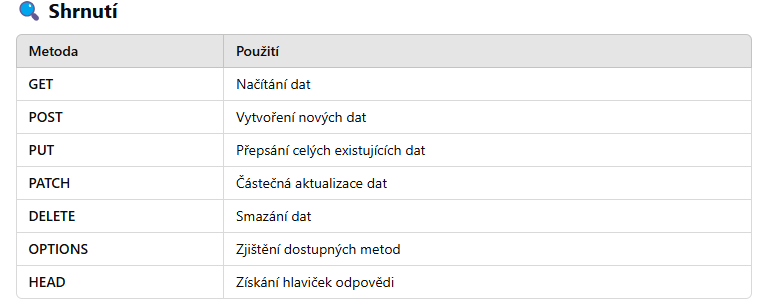 Shrnutí
Metoda Použití
GET Načítání dat
POST Vytvoření nových dat
PUT Přepsání celých existujících dat
PATCH Částečná aktualizace dat
DELETE Smazání dat
OPTIONS Zjištění dostupných metod
HEAD Získání hlaviček odpovědi